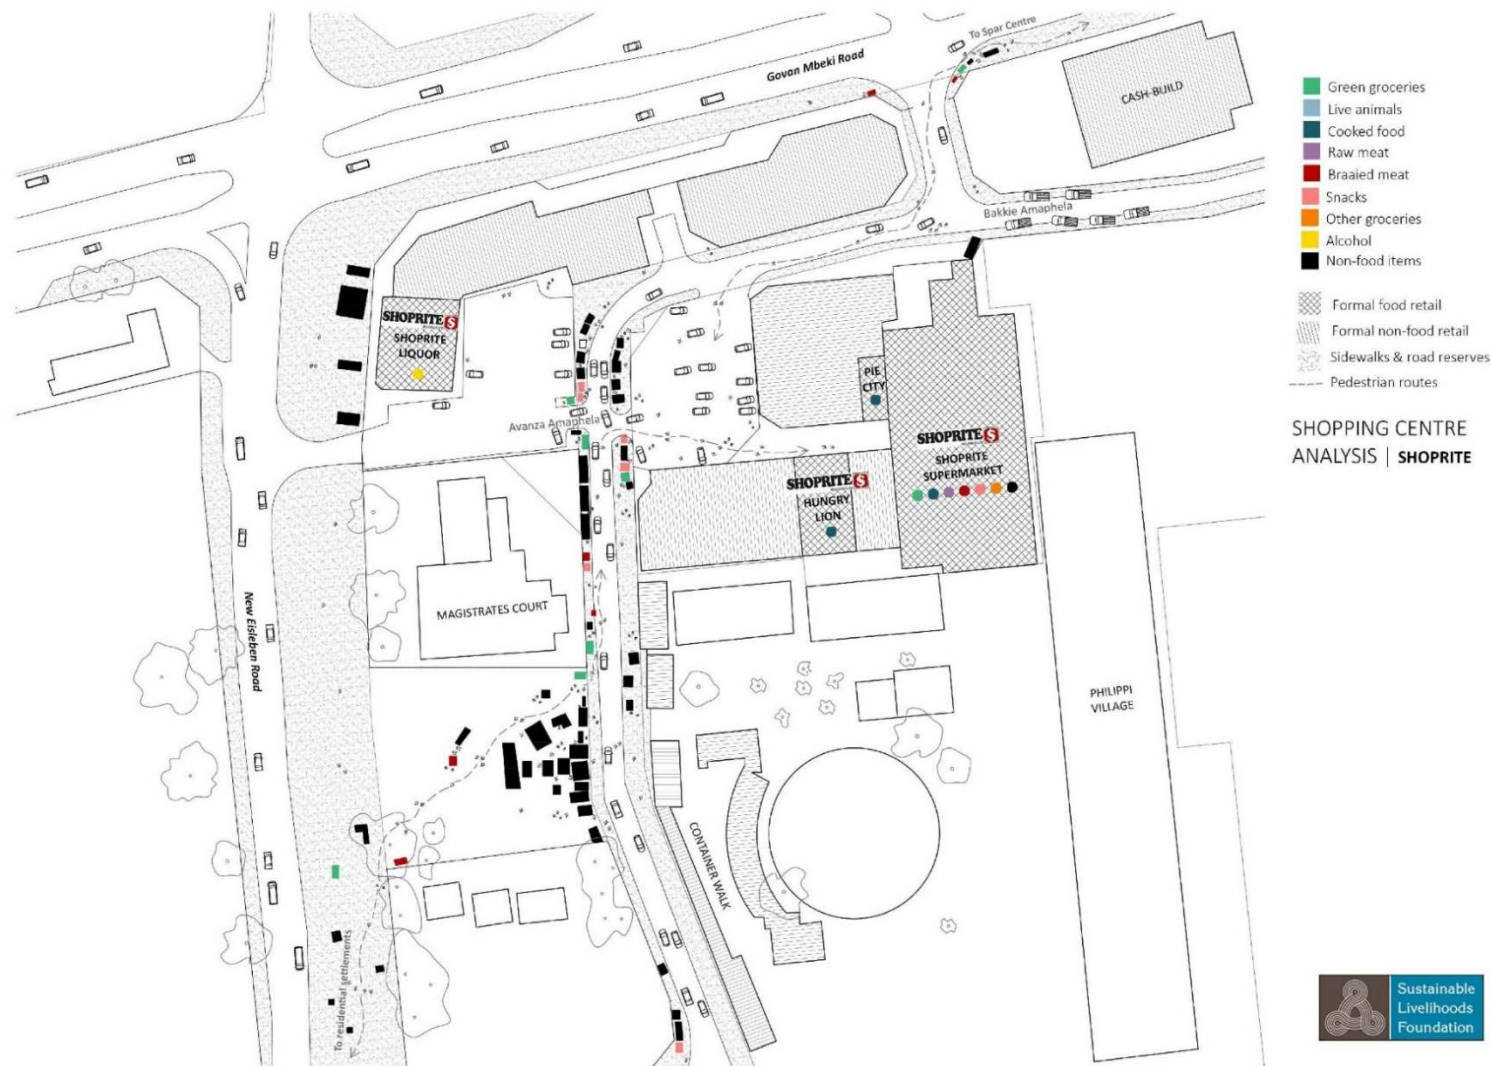 To Spar Centre
Govan Mbeki Road
CASH-BUILD
Bakkie Amaphela
SHOPRITE S
SHOPRITE
LIQUOR
PIE
CITY
Avanza Amaphela
SHOPRITE S
SHOPRITE
SUPERMARKET
SHOPRITE S
HUNGRY
LION
MAGISTRATES COURT
New Eisleben Road
PHILIPPI
VILLAGE
CONTAINER WALK
To residential settlements
Green groceries
Live animals
Cooked food
Raw meat
Braaied meat
Snacks
Other groceries
Alcohol
Non-food items
Formal food retail
Formal non-food retail
Sidewalks & road reserves
Pedestrian routes
SHOPPING CENTRE
ANALYSIS | SHOPRITE
Sustainable
Livelihoods
Foundation